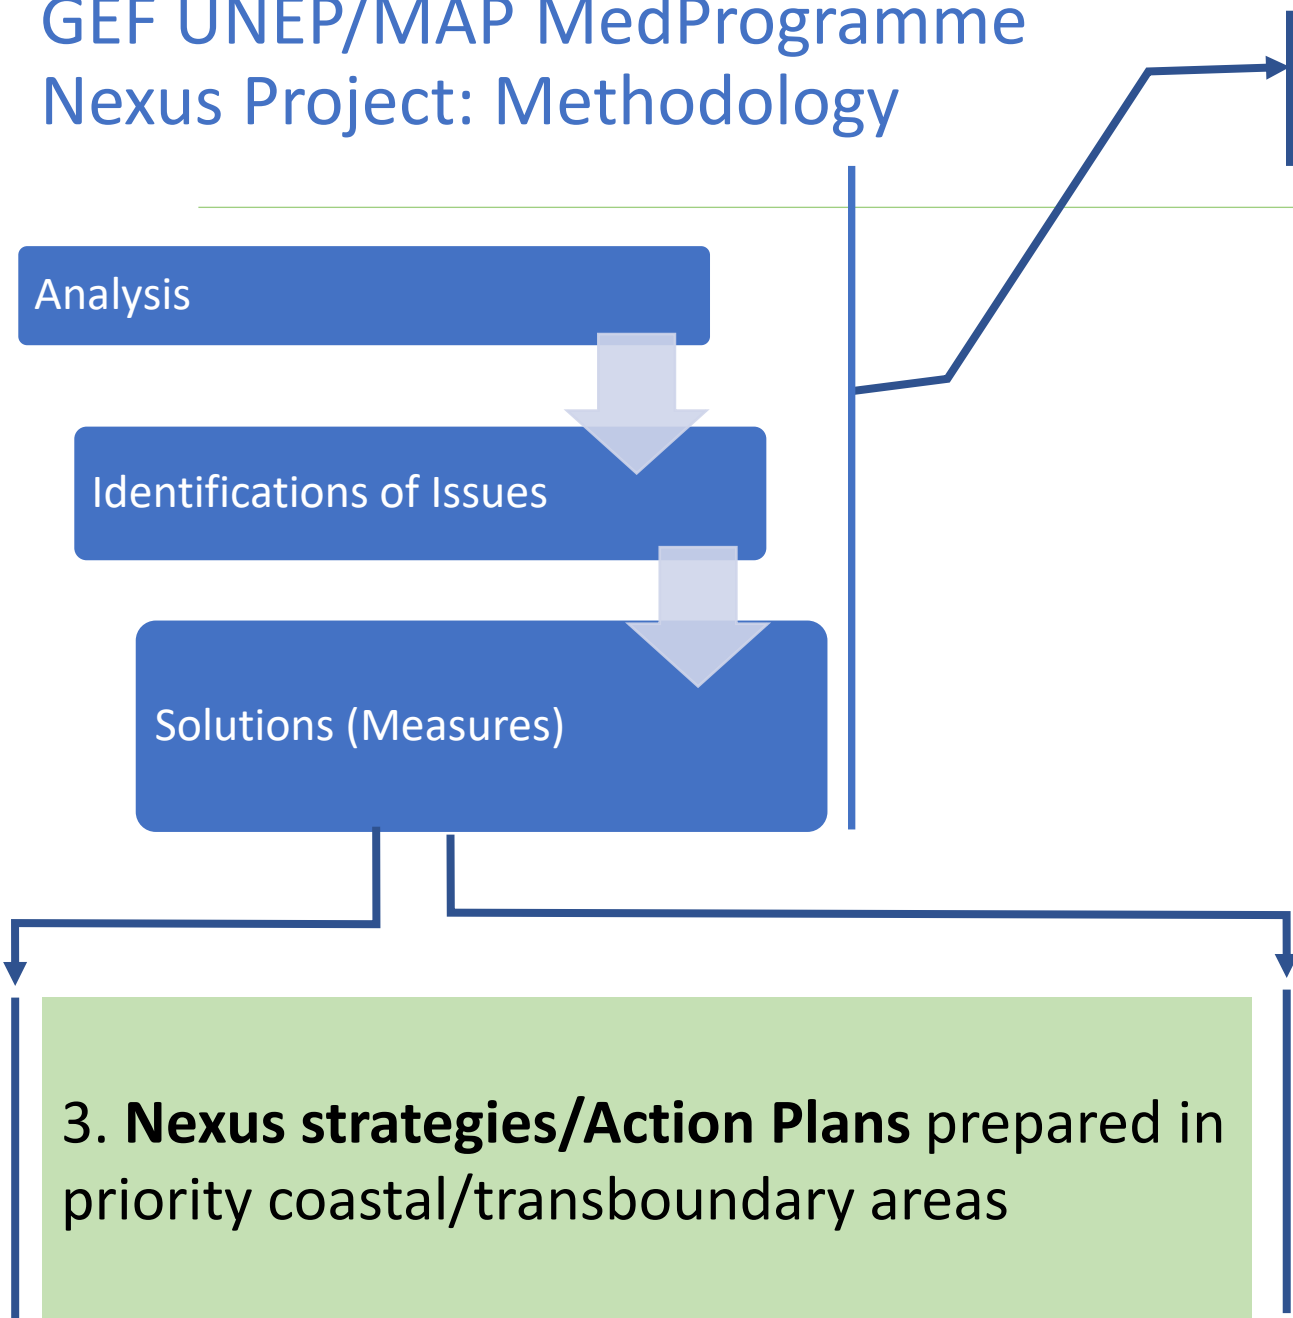 GEF UNEP/MAP MedProgramme
Nexus Project: Methodology
Analysis
Identifications of Issues
Solutions (Measures)
3. Nexus strategies/Action Plans prepared in
priority coastal/transboundary areas